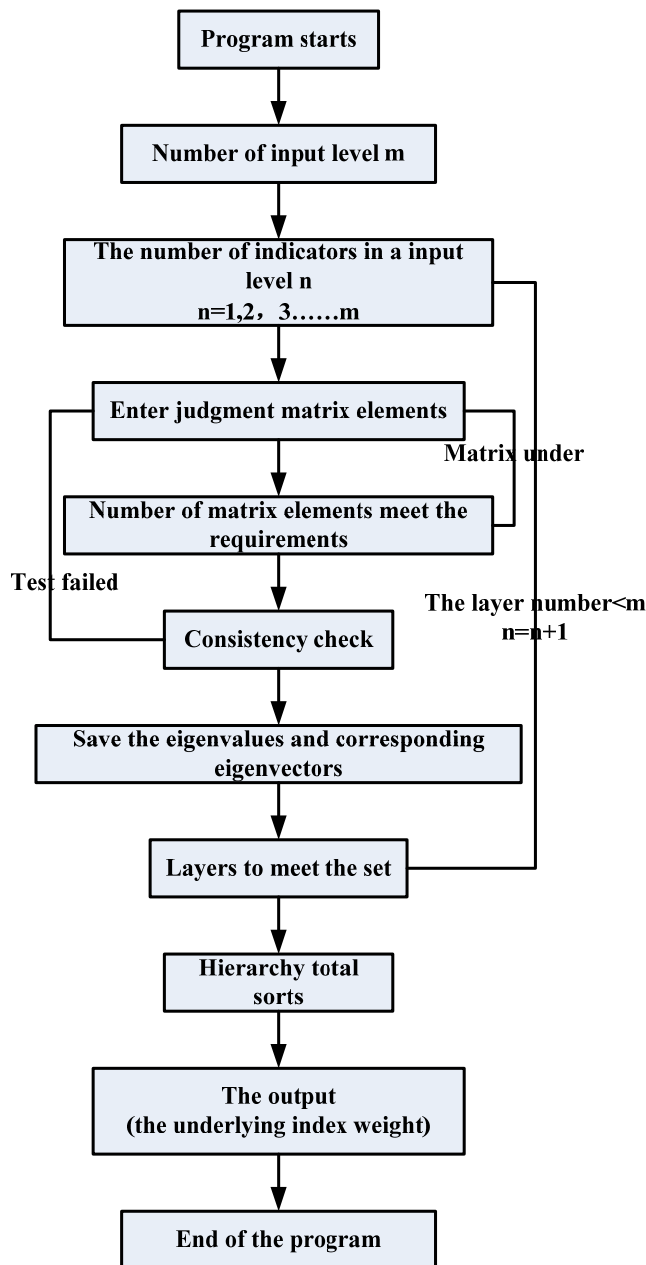 Program starts
Number of input level m
The number of indicators in a input
level n
n=1,2，3……m
Enter judgment matrix elements
Matrix under
Number of matrix elements meet the
requirements
Test failed
The layer number<m
n=n+1
Consistency check
Save the eigenvalues and corresponding
eigenvectors
Layers to meet the set
Hierarchy total
sorts
The output
(the underlying index weight)
End of the program